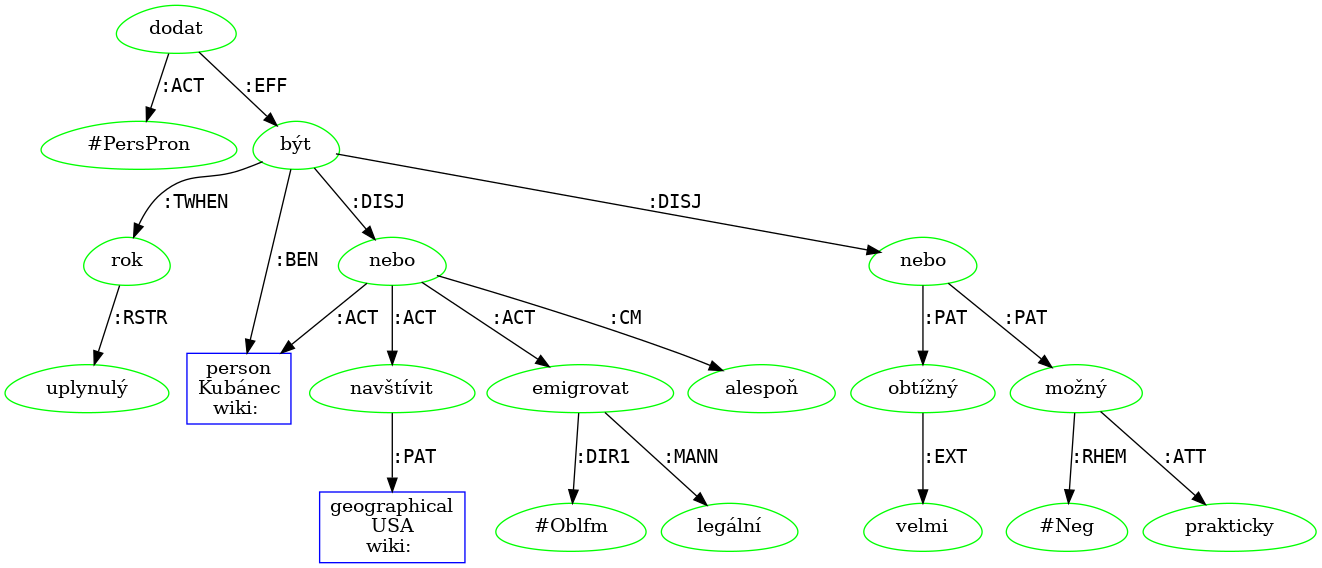 dodat
:ACT
:EFF
#PersPron
být
:TWHEN
:BEN
:DISJ
:DISJ
rok
nebo
nebo
:RSTR
:ACT
:ACT
:ACT
:CM
:PAT
:PAT
uplynulý
person
Kubánec
wiki:
navštívit
emigrovat
alespoň
obtížný
možný
:PAT
:DIR1
:MANN
:EXT
:RHEM
:ATT
geographical
USA
wiki:
#Oblfm
legální
velmi
#Neg
prakticky